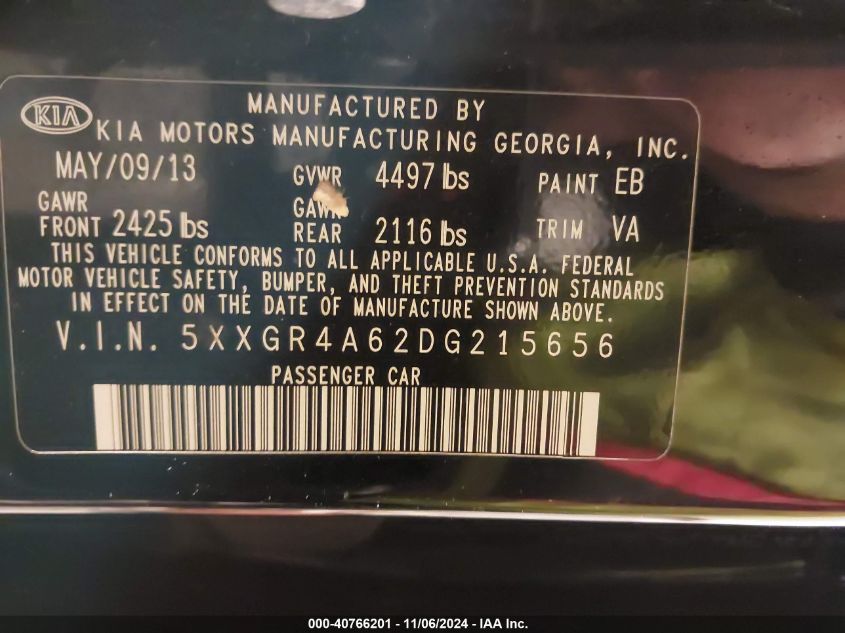 KIA
MANUFACTURED BY
KIA MOTORS MANUFACTURING GEORGIA, INC.
MAY/09/13 GVWR 4497 lbs PAINT EB
GAWR FRONT 2425 lbs GAWR REAR 2116 lbs TRIM VA
THIS VEHICLE CONFORMS TO ALL APPLICABLE U.S.A. FEDERAL
MOTOR VEHICLE SAFETY, BUMPER, AND THEFT PREVENTION STANDARDS
IN EFFECT ON THE DATE OF MANUFACTURE SHOWN ABOVE.
V.I.N. 5XXGR4A62DG215656
PASSENGER CAR
000-40766201 - 11/06/2024 - IAA Inc.